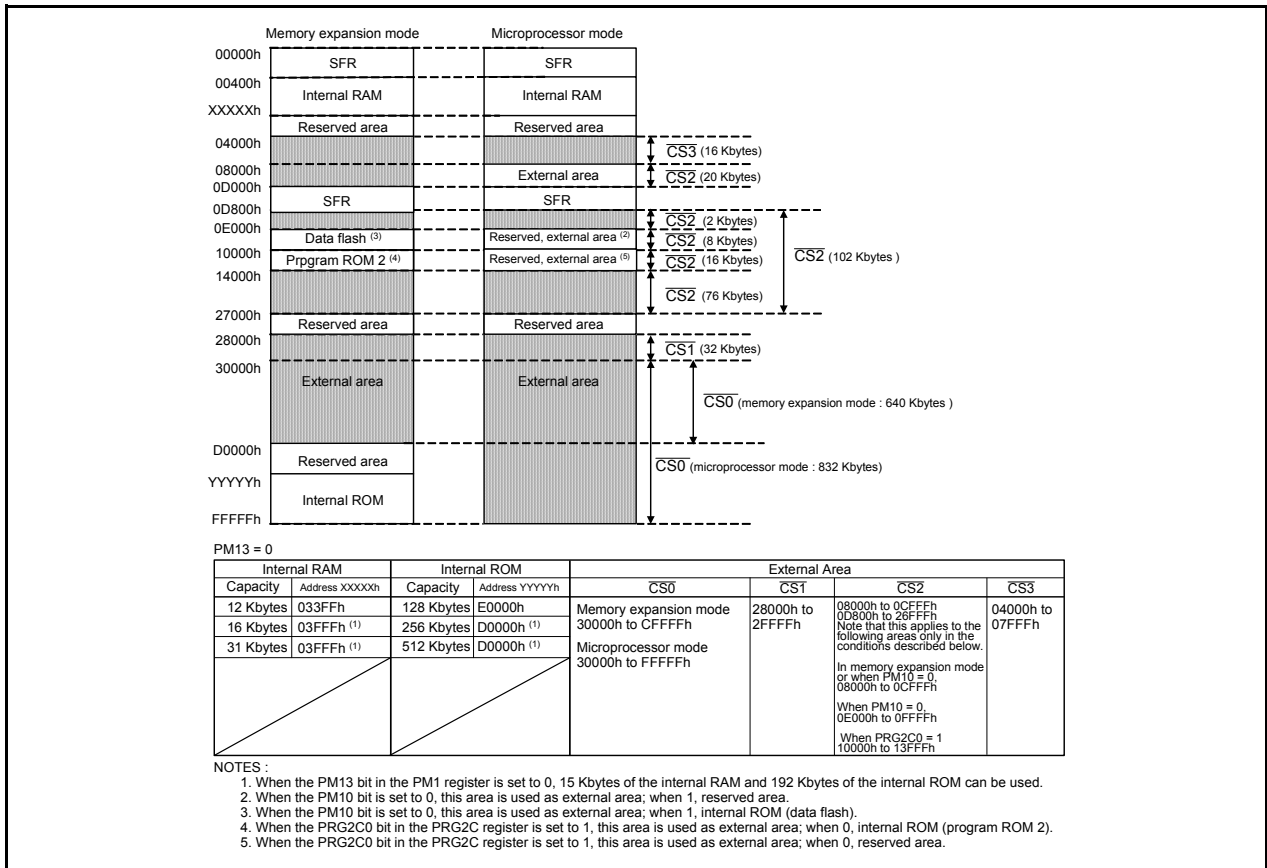 Memory expansion mode Microprocessor mode
00000h
SFR SFR
00400h
Internal RAM Internal RAM
XXXXXh
Reserved area Reserved area
04000h
CS3 (16 Kbytes)
08000h
External area CS2 (20 Kbytes)
0D000h
SFR SFR
0D800h
CS2 (2 Kbytes)
0E000h
Data flash (3) Reserved, external area (2) CS2 (8 Kbytes)
CS2 (102 Kbytes )
10000h
Prpgram ROM 2 (4) Reserved, external area (5) CS2 (16 Kbytes)
14000h
CS2 (76 Kbytes)
27000h
Reserved area Reserved area
28000h
CS1 (32 Kbytes)
30000h
External area External area
CS0 (memory expansion mode : 640 Kbytes )
D0000h
Reserved area
CS0 (microprocessor mode : 832 Kbytes)
YYYYYh
Internal ROM
FFFFFh
PM13 = 0
Internal RAM Internal ROM External Area
Capacity Address XXXXXh Capacity Address YYYYYh CS0 CS1 CS2 CS3
12 Kbytes 033FFh 128 Kbytes E0000h
16 Kbytes 03FFFh (1) 256 Kbytes D0000h (1)
31 Kbytes 03FFFh (1) 512 Kbytes D0000h (1)
Memory expansion mode
30000h to CFFFFh
Microprocessor mode
30000h to FFFFFh
28000h to
2FFFFh
08000h to 0CFFFh
0D800h to 26FFFh
Note that this applies to the
following areas only in the
conditions described below.
In memory expansion mode
or when PM10 = 0,
08000h to 0CFFFh
When PM10 = 0,
0E000h to 0FFFFh
When PRG2C0 = 1
10000h to 13FFFh
04000h to
07FFFh
NOTES :
1. When the PM13 bit in the PM1 register is set to 0, 15 Kbytes of the internal RAM and 192 Kbytes of the internal ROM can be used.
2. When the PM10 bit is set to 0, this area is used as external area; when 1, reserved area.
3. When the PM10 bit is set to 0, this area is used as external area; when 1, internal ROM (data flash).
4. When the PRG2C0 bit in the PRG2C register is set to 1, this area is used as external area; when 0, internal ROM (program ROM 2).
5. When the PRG2C0 bit in the PRG2C register is set to 1, this area is used as external area; when 0, reserved area.